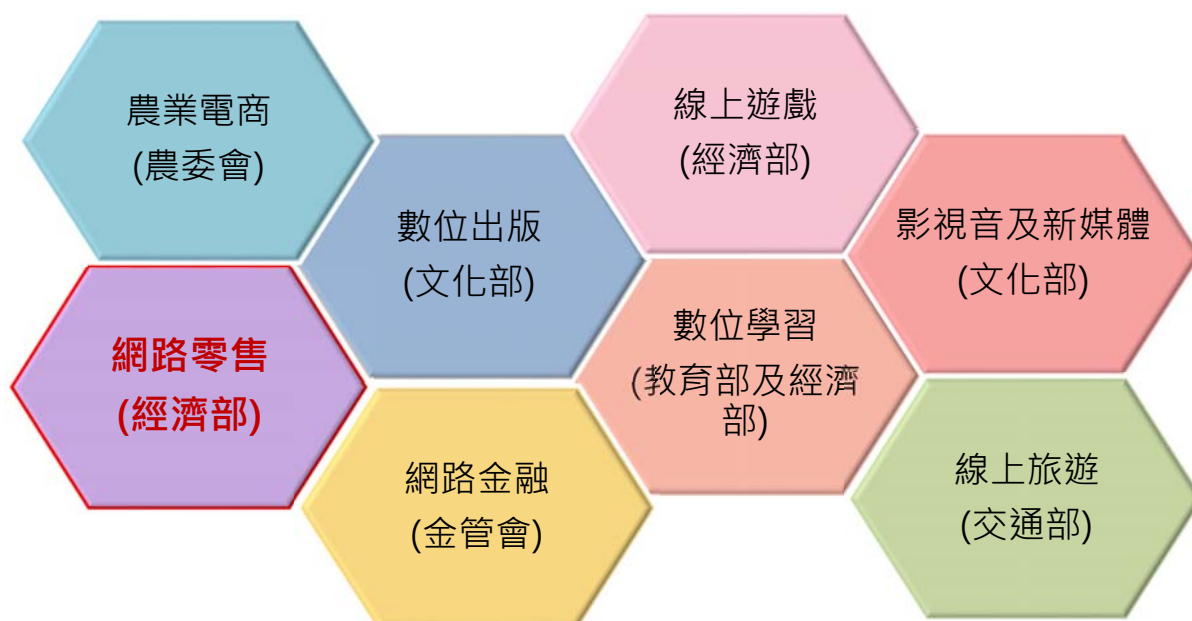 農業電商
(農委會)
線上遊戲
(經濟部)
數位出版
(文化部)
影視音及新媒體
(文化部)
網路零售
(經濟部)
數位學習
(教育部及經濟
部)
網路金融
(金管會)
線上旅遊
(交通部)